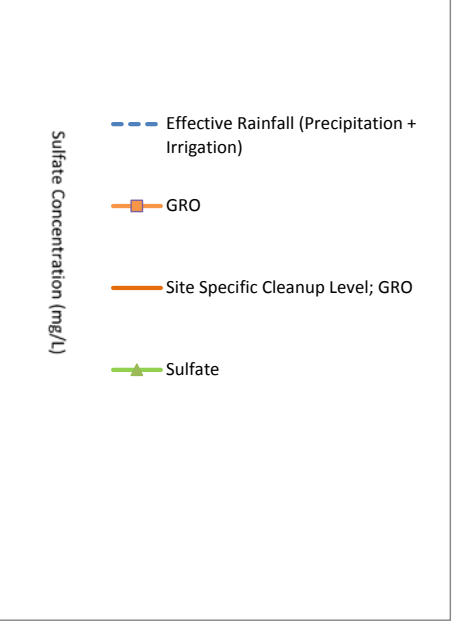 Sulfate Concentration (mg/L)
Effective Rainfall (Precipitation +
Irrigation)
GRO
Site Specific Cleanup Level; GRO
Sulfate